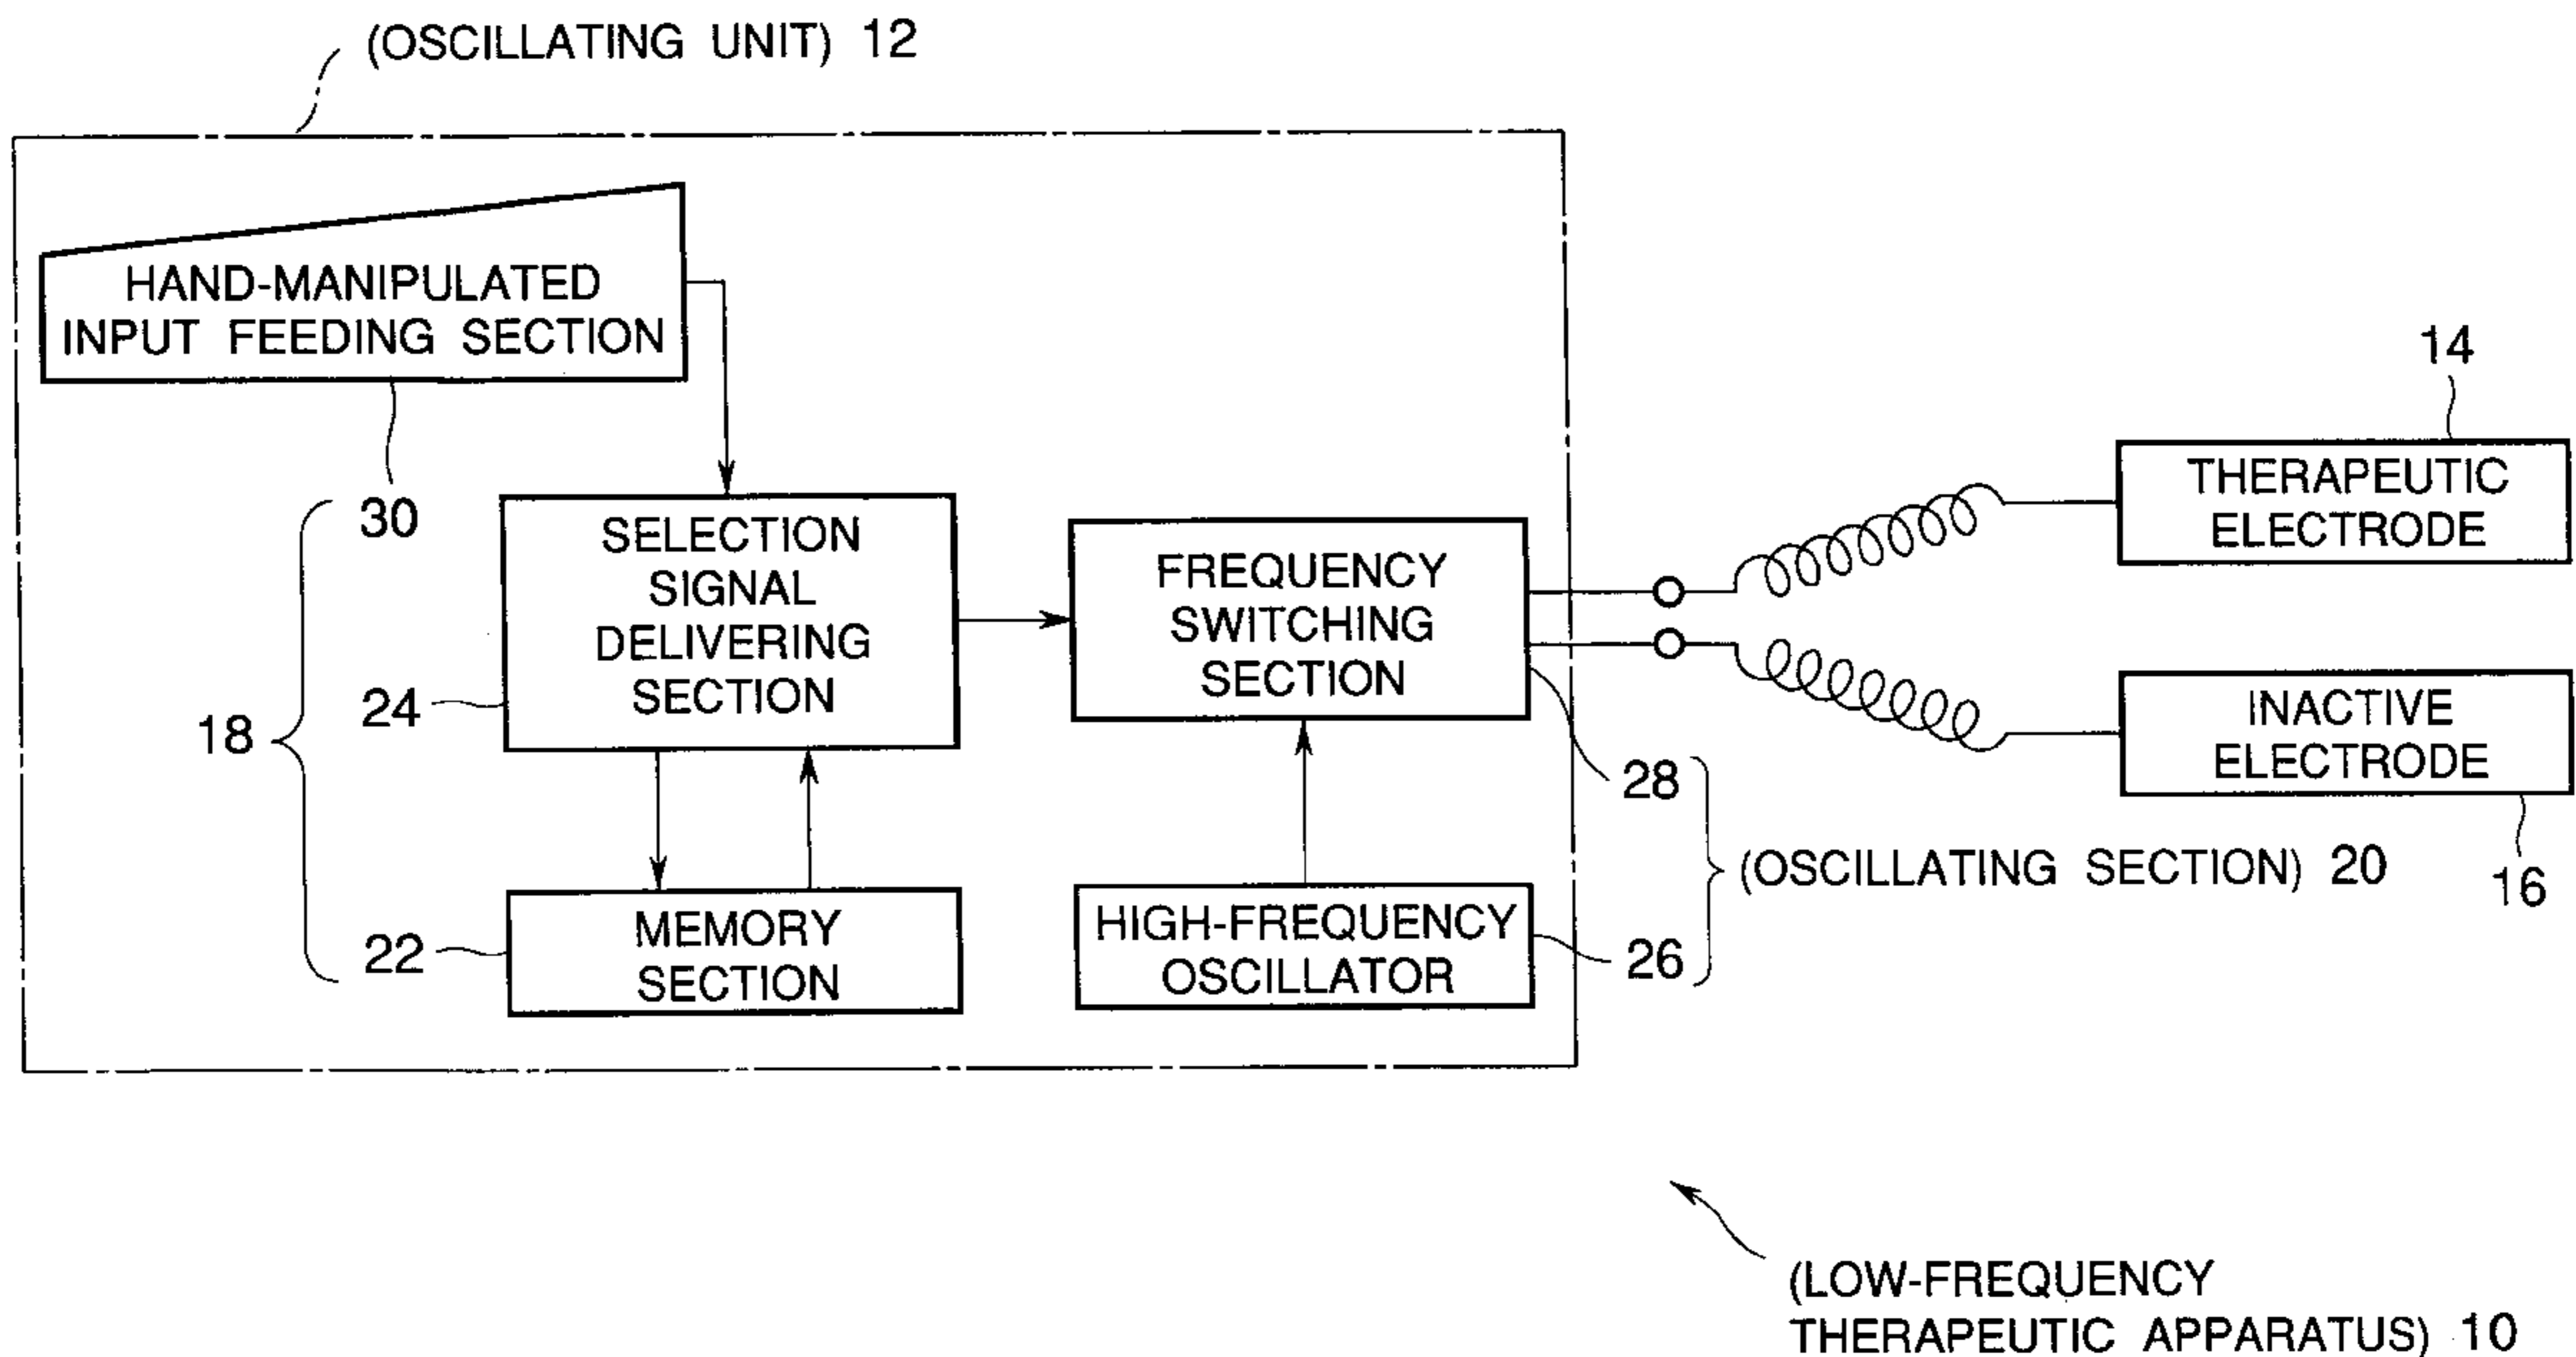 (OSCILLATING UNIT) 12
HAND-MANIPULATED
INPUT FEEDING SECTION
30
SELECTION
SIGNAL
DELIVERING
SECTION
24
18
22
MEMORY
SECTION
FREQUENCY
SWITCHING
SECTION
28
HIGH-FREQUENCY
OSCILLATOR
26
(OSCILLATING SECTION) 20
14
THERAPEUTIC
ELECTRODE
INACTIVE
ELECTRODE
16
(LOW-FREQUENCY
THERAPEUTIC APPARATUS) 10